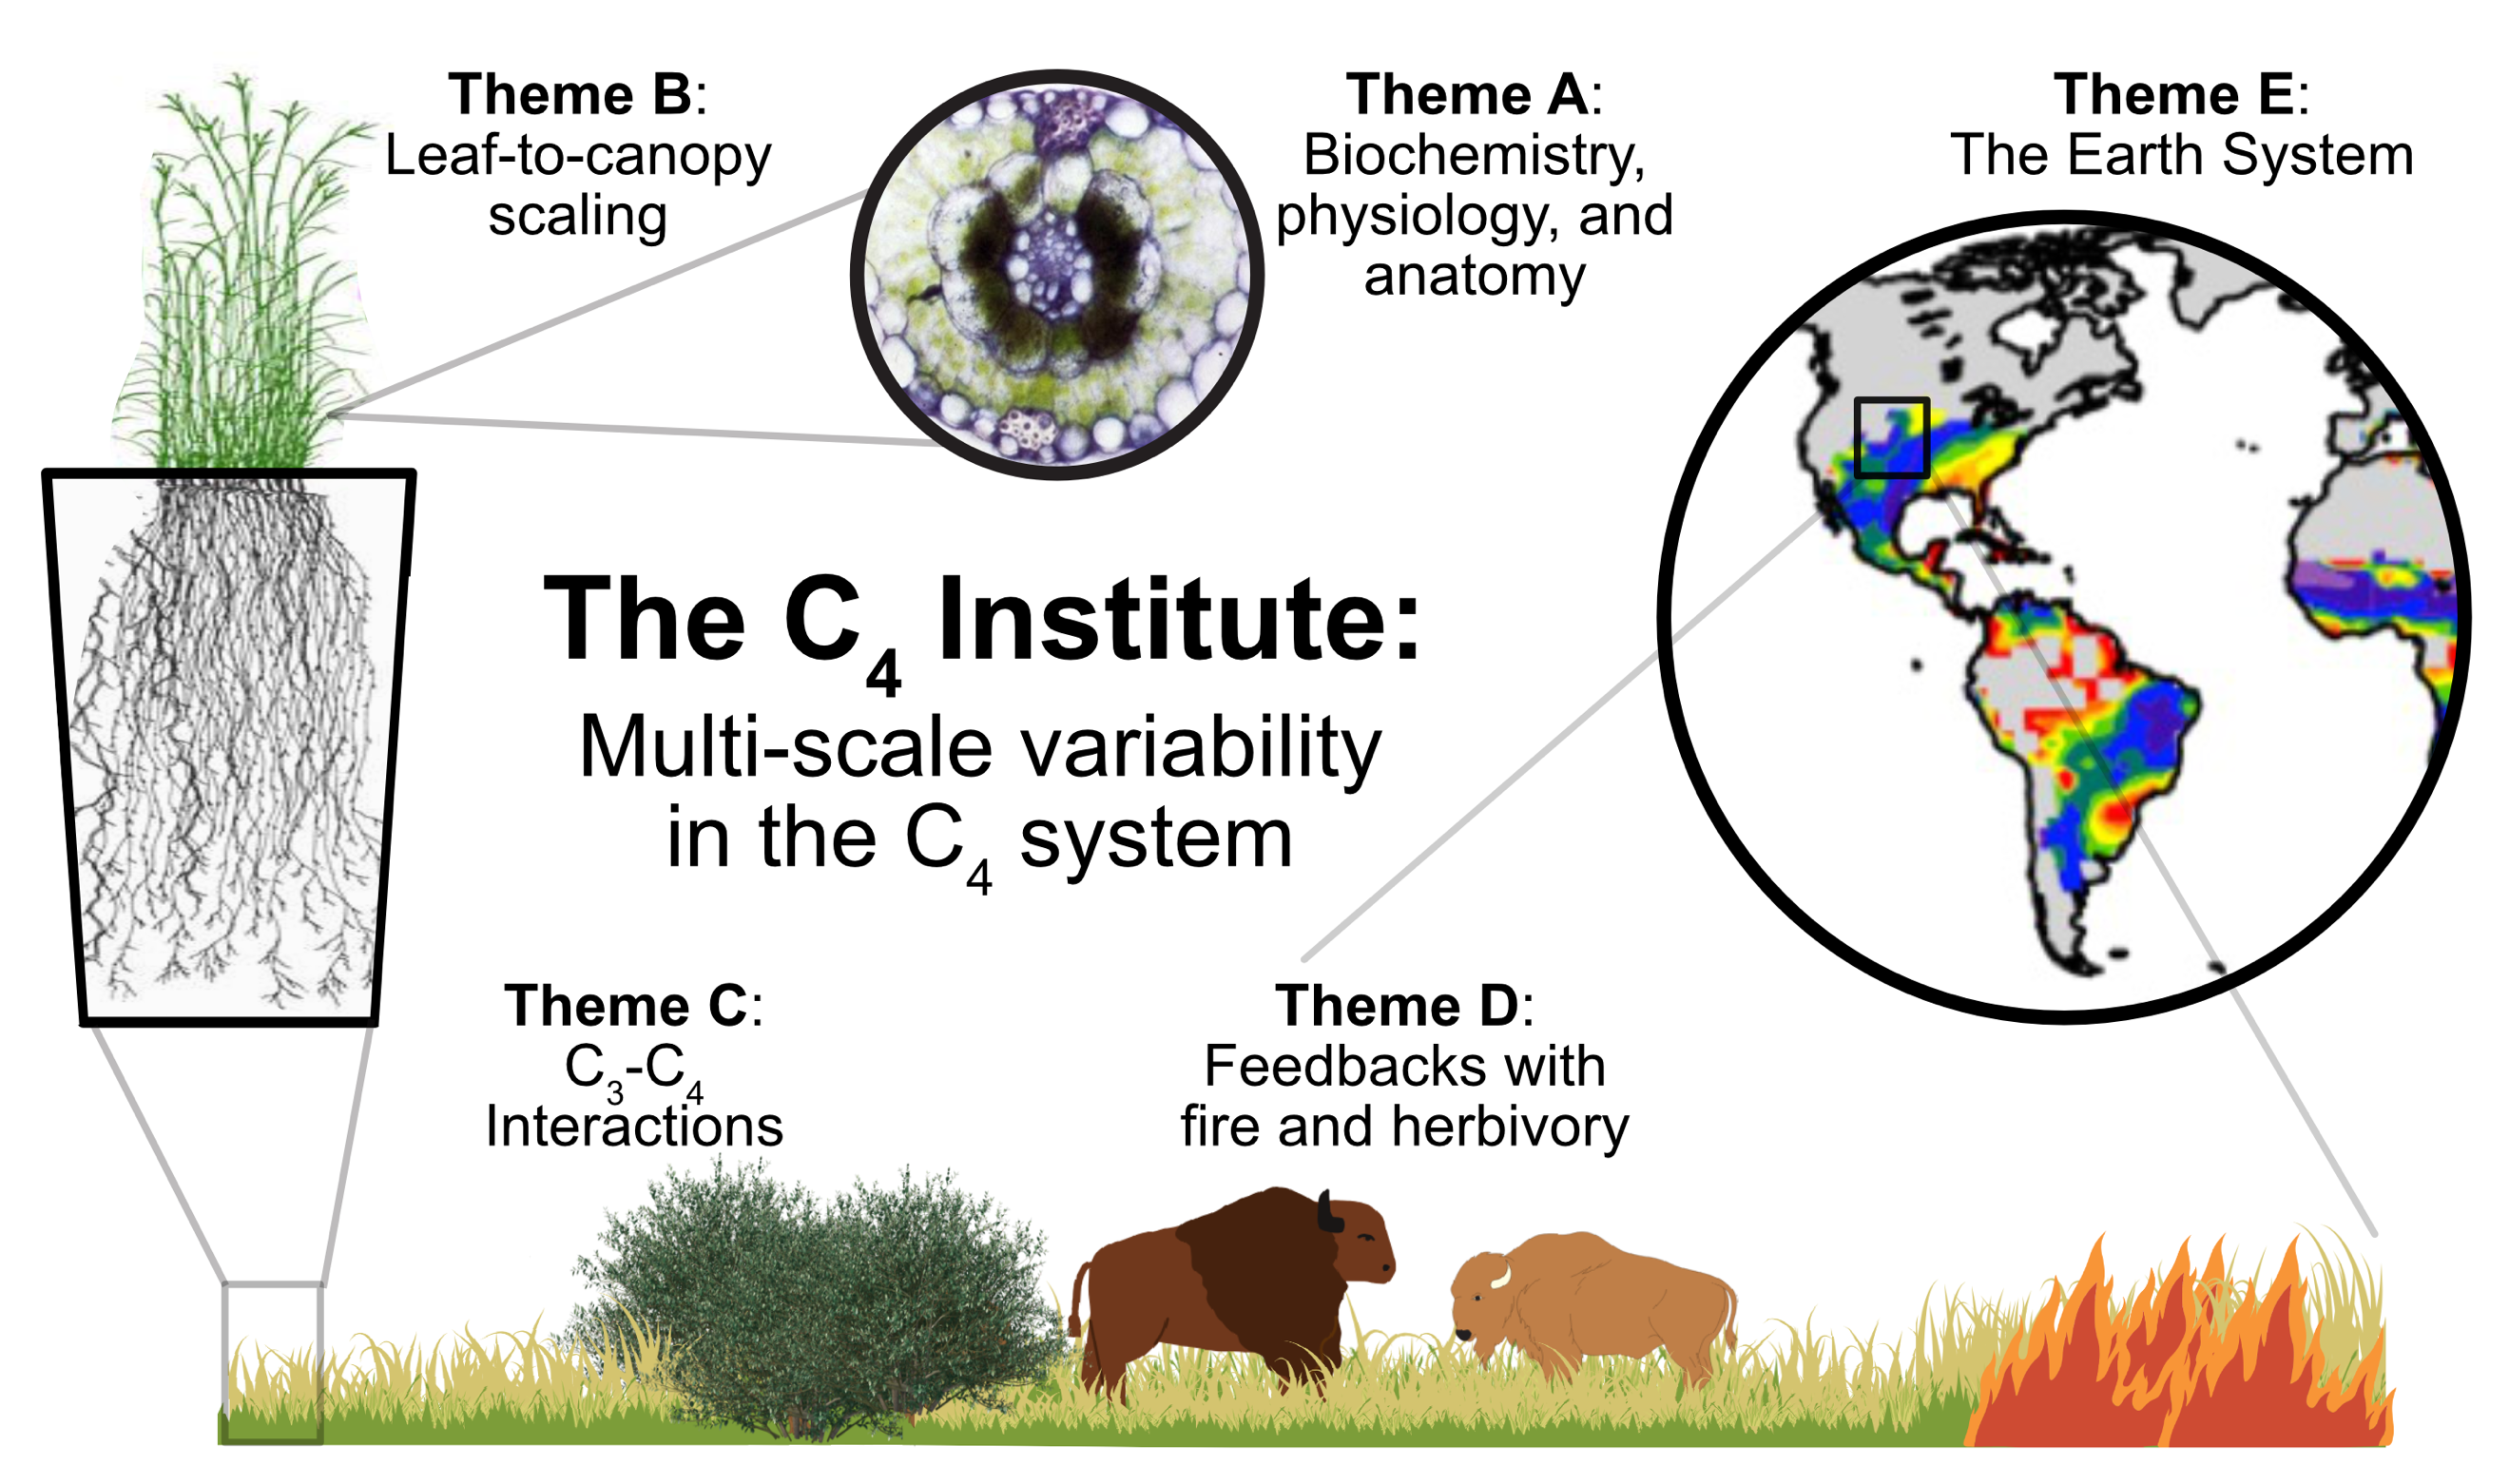 Theme B:
Leaf-to-canopy
scaling
Theme A:
Biochemistry,
physiology, and
anatomy
Theme E:
The Earth System
The C₄ Institute:
Multi-scale variability
in the C₄ system
Theme C:
C₃-C₄
Interactions
Theme D:
Feedbacks with
fire and herbivory